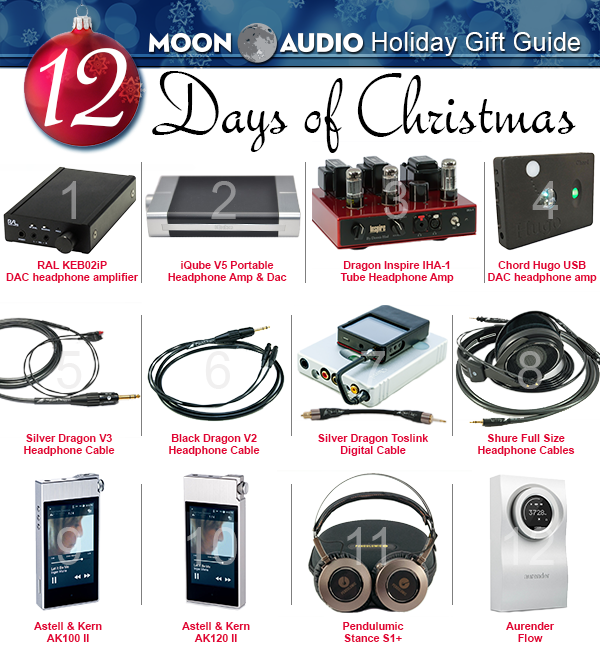 12
MOON AUDIO Holiday Gift Guide
Days of Christmas
1
RAL KEB02iP
DAC headphone amplifier
2
iQube V5 Portable
Headphone Amp & Dac
3
Inspire
Dragon Inspire IHA-1
Tube Headphone Amp
4
Chord Hugo USB
DAC headphone amp
5
Silver Dragon V3
Headphone Cable
6
Black Dragon V2
Headphone Cable
7
Silver Dragon Toslink
Digital Cable
8
Shure Full Size
Headphone Cables
9
Astell & Kern
AK100 II
10
Astell & Kern
AK120 II
11
Pendulumic
Stance S1+
12
3728
aurender
Aurender
Flow